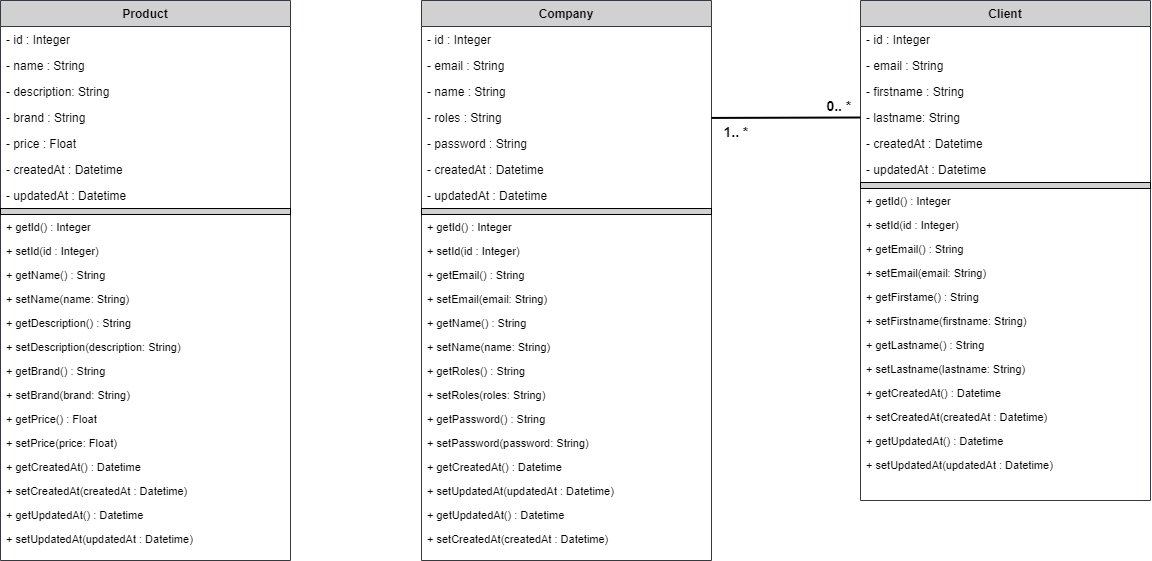 Product
- id : Integer
- name : String
- description: String
- brand : String
- price : Float
- createdAt : Datetime
- updatedAt : Datetime
+ getId() : Integer
+ setId(id : Integer)
+ getName() : String
+ setName(name: String)
+ getDescription() : String
+ setDescription(description: String)
+ getBrand() : String
+ setBrand(brand: String)
+ getPrice() : Float
+ setPrice(price: Float)
+ getCreatedAt() : Datetime
+ setCreatedAt(createdAt : Datetime)
+ getUpdatedAt() : Datetime
+ setUpdatedAt(updatedAt : Datetime)
Company
- id : Integer
- email : String
- name : String
- roles : String
- password : String
- createdAt : Datetime
- updatedAt : Datetime
+ getId() : Integer
+ setId(id : Integer)
+ getEmail() : String
+ setEmail(email: String)
+ getName() : String
+ setName(name: String)
+ getRoles() : String
+ setRoles(roles: String)
+ getPassword() : String
+ setPassword(password: String)
+ getCreatedAt() : Datetime
+ setUpdatedAt(updatedAt : Datetime)
+ getUpdatedAt() : Datetime
+ setCreatedAt(createdAt : Datetime)
0.. *
1.. *
Client
- id : Integer
- email : String
- firstname : String
- lastname: String
- createdAt : Datetime
- updatedAt : Datetime
+ getId() : Integer
+ setId(id : Integer)
+ getEmail() : String
+ setEmail(email: String)
+ getFirstame() : String
+ setFirstname(firstname: String)
+ getLastname() : String
+ setLastname(lastname: String)
+ getCreatedAt() : Datetime
+ setCreatedAt(createdAt : Datetime)
+ getUpdatedAt() : Datetime
+ setUpdatedAt(updatedAt : Datetime)